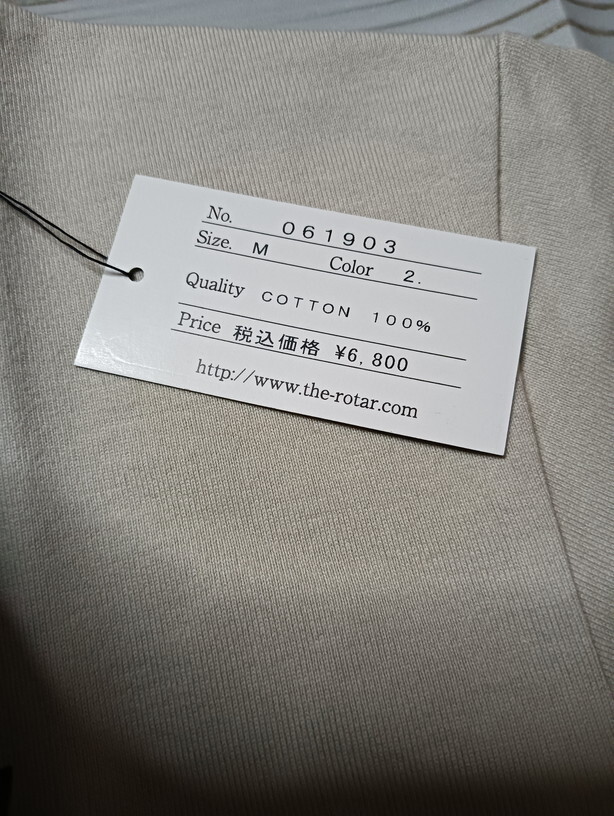 No. 061903
Size. M Color 2.
Quality COTTON 100%
Price 税込価格 ¥6,800
http://www.the-rotar.com